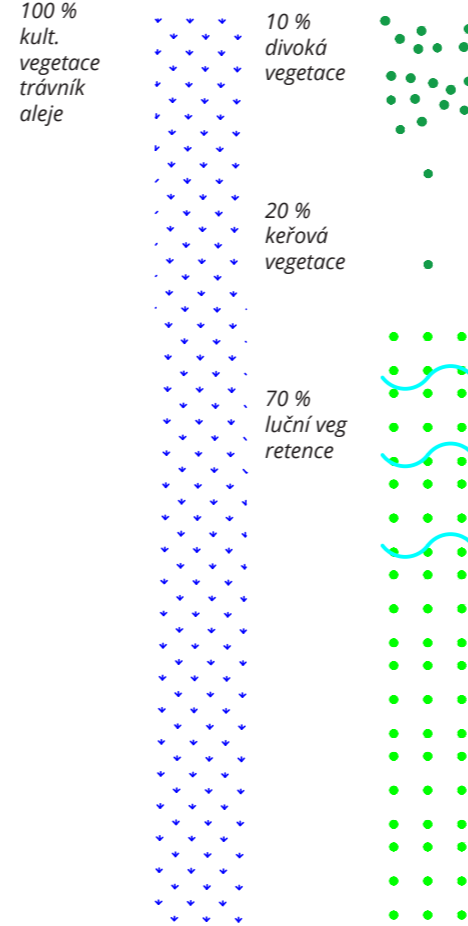 100 %
kult.
vegetace
trávník
aleje
10 %
divoká
vegetace
20 %
keřová
vegetace
70 %
luční veg
retence